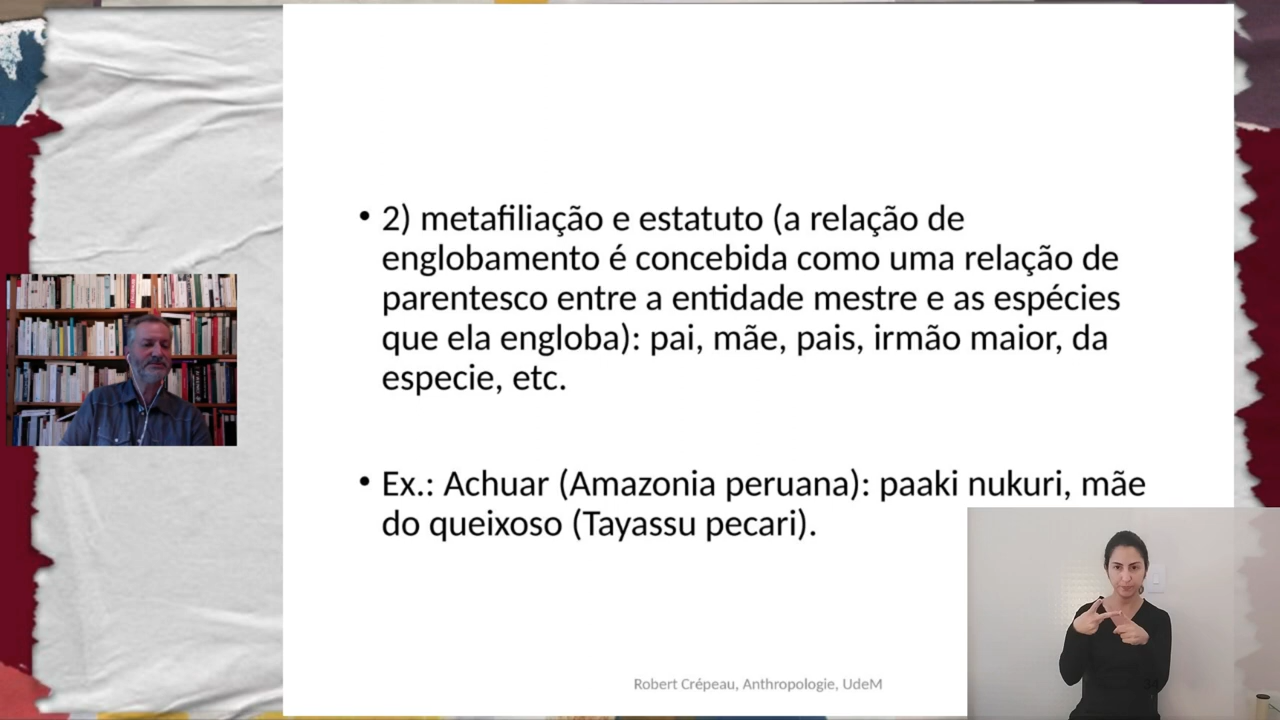 • 2) metafiliação e estatuto (a relação de
englobamento é concebida como uma relação de
parentesco entre a entidade mestre e as espécies
que ela engloba): pai, mãe, pais, irmão maior, da
especie, etc.
• Ex.: Achuar (Amazonia peruana): paaki nukuri, mãe
do queixoso (Tayassu pecari).
Robert Crépeau, Anthropologie, UdeM